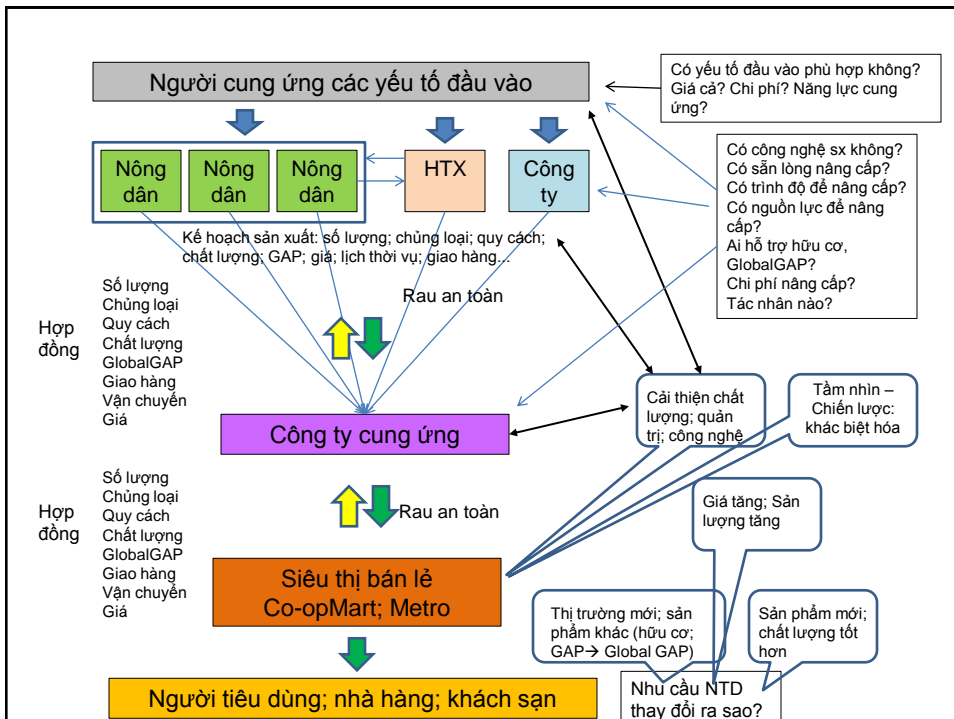 Người cung ứng các yếu tố đầu vào
Có yếu tố đầu vào phù hợp không?
Giá cả? Chi phí? Năng lực cung
ứng?
Nông
dân
Nông
dân
Nông
dân
HTX
Công
ty
Có công nghệ sx không?
Có sẵn lòng nâng cấp?
Có trình độ để nâng cấp?
Có nguồn lực để nâng
cấp?
Ai hỗ trợ hữu cơ,
GlobalGAP?
Chi phí nâng cấp?
Tác nhân nào?
Kế hoạch sản xuất: số lượng; chủng loại; quy cách;
chất lượng; GAP; giá; lịch thời vụ; giao hàng...
Hợp
đồng
Số lượng
Chủng loại
Quy cách
Chất lượng
GlobalGAP
Giao hàng
Vận chuyển
Giá
Rau an toàn
Cải thiện chất
lượng; quản
trị; công nghệ
Tầm nhìn –
Chiến lược:
khác biệt hóa
Công ty cung ứng
Hợp
đồng
Số lượng
Chủng loại
Quy cách
Chất lượng
GlobalGAP
Giao hàng
Vận chuyển
Giá
Rau an toàn
Giá tăng; Sản
lượng tăng
Siêu thị bán lẻ
Co-opMart; Metro
Thị trường mới; sản
phẩm khác (hữu cơ;
GAP→ Global GAP)
Sản phẩm mới;
chất lượng tốt
hơn
Người tiêu dùng; nhà hàng; khách sạn
Nhu cầu NTD
thay đổi ra sao?